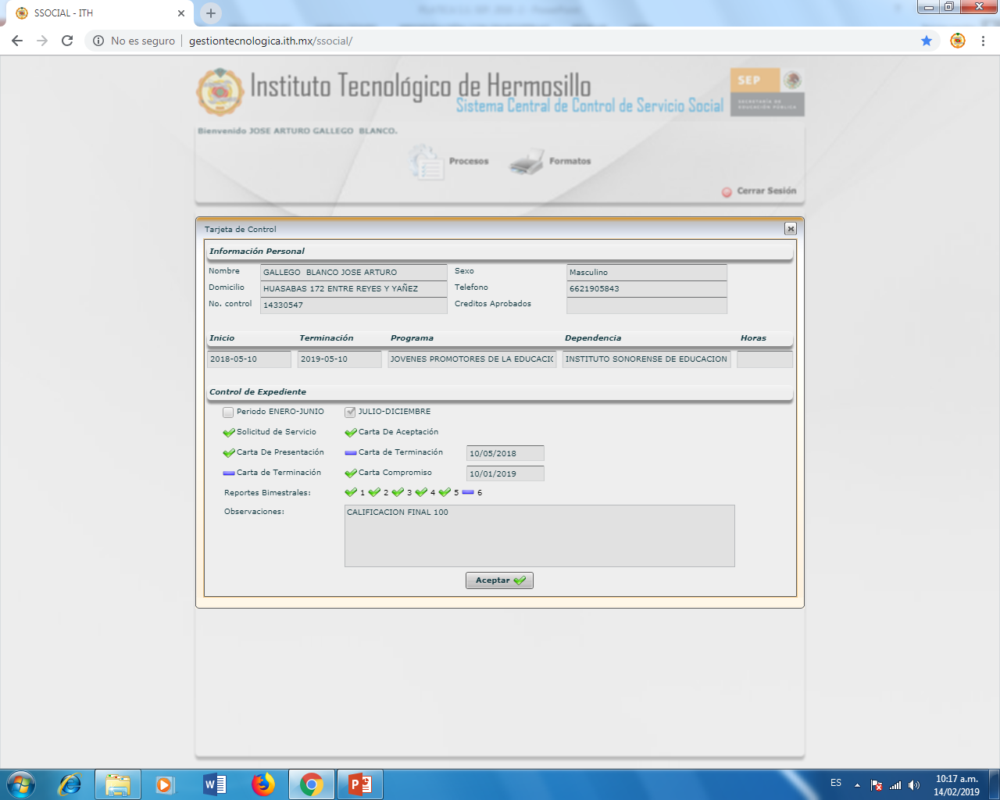 SSOCIAL - ITH
No es seguro gestiontecnologica.ith.mx/ssocial/
Instituto Tecnológico de Hermosillo
Sistema Central de Control de Servicio Social
SEP
SECRETARÍA DE
EDUCACIÓN PÚBLICA
Bienvenido JOSE ARTURO GALLEGO BLANCO.
Procesos Formatos
Cerrar Sesión
Tarjeta de Control
Información Personal
Nombre GALLEGO BLANCO JOSE ARTURO Sexo Masculino
Domicilio HUASABAS 172 ENTRE REYES Y YAÑEZ Telefono 6621905843
No. control 14330547 Creditos Aprobados
Inicio Terminación Programa Dependencia Horas
2018-05-10 2019-05-10 JOVENES PROMOTORES DE LA EDUCACIO INSTITUTO SONORENSE DE EDUCACION
Control de Expediente
Periodo ENERO-JUNIO JULIO-DICIEMBRE
Solicitud de Servicio Carta De Aceptación
Carta De Presentación Carta de Terminación 10/05/2018
Carta de Terminación Carta Compromiso 10/01/2019
Reportes Bimestrales: 1 2 3 4 5 6
Observaciones: CALIFICACION FINAL 100
Aceptar
ES 10:17 a.m.
14/02/2019